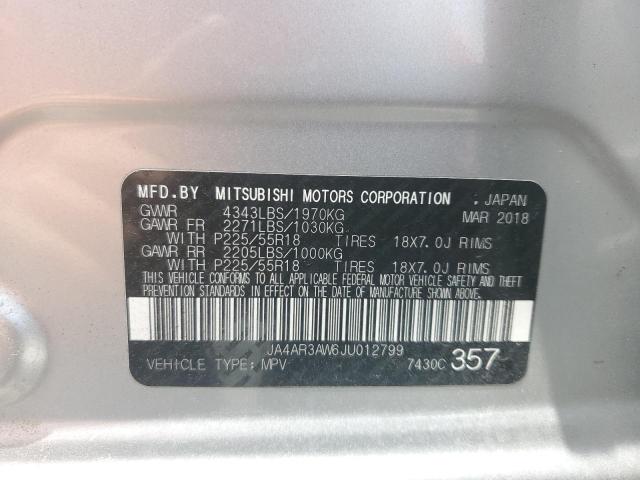 MFD.BY MITSUBISHI MOTORS CORPORATION . JAPAN
GVWR 4343LBS/1970KG MAR 2018
GAWR FR 2271LBS/1030KG
WITH P225/55R18 TIRES 18X7.0J RIMS
GAWR RR 2205LBS/1000KG
WITH P225/55R18 TIRES 18X7.0J RIMS
THIS VEHICLE CONFORMS TO ALL APPLICABLE FEDERAL MOTOR VEHICLE SAFETY AND THEFT
PREVENTION STANDARDS IN EFFECT ON THE DATE OF MANUFACTURE SHOWN ABOVE.
JA4AR3AW6JU012799
VEHICLE TYPE: MPV 7430C 357